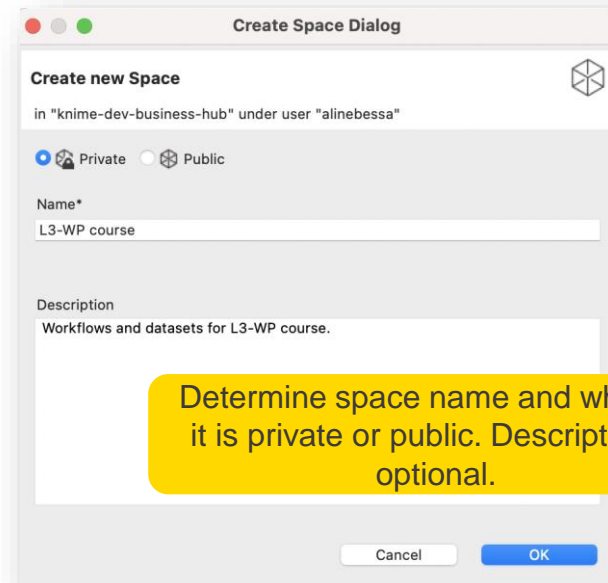 Create Space Dialog
Create new Space
in "knime-dev-business-hub" under user "alinebessa"
Private Public
Name*
L3-WP course
Description
Workflows and datasets for L3-WP course.
Determine space name and
it is private or public.
optional.
Cancel OK